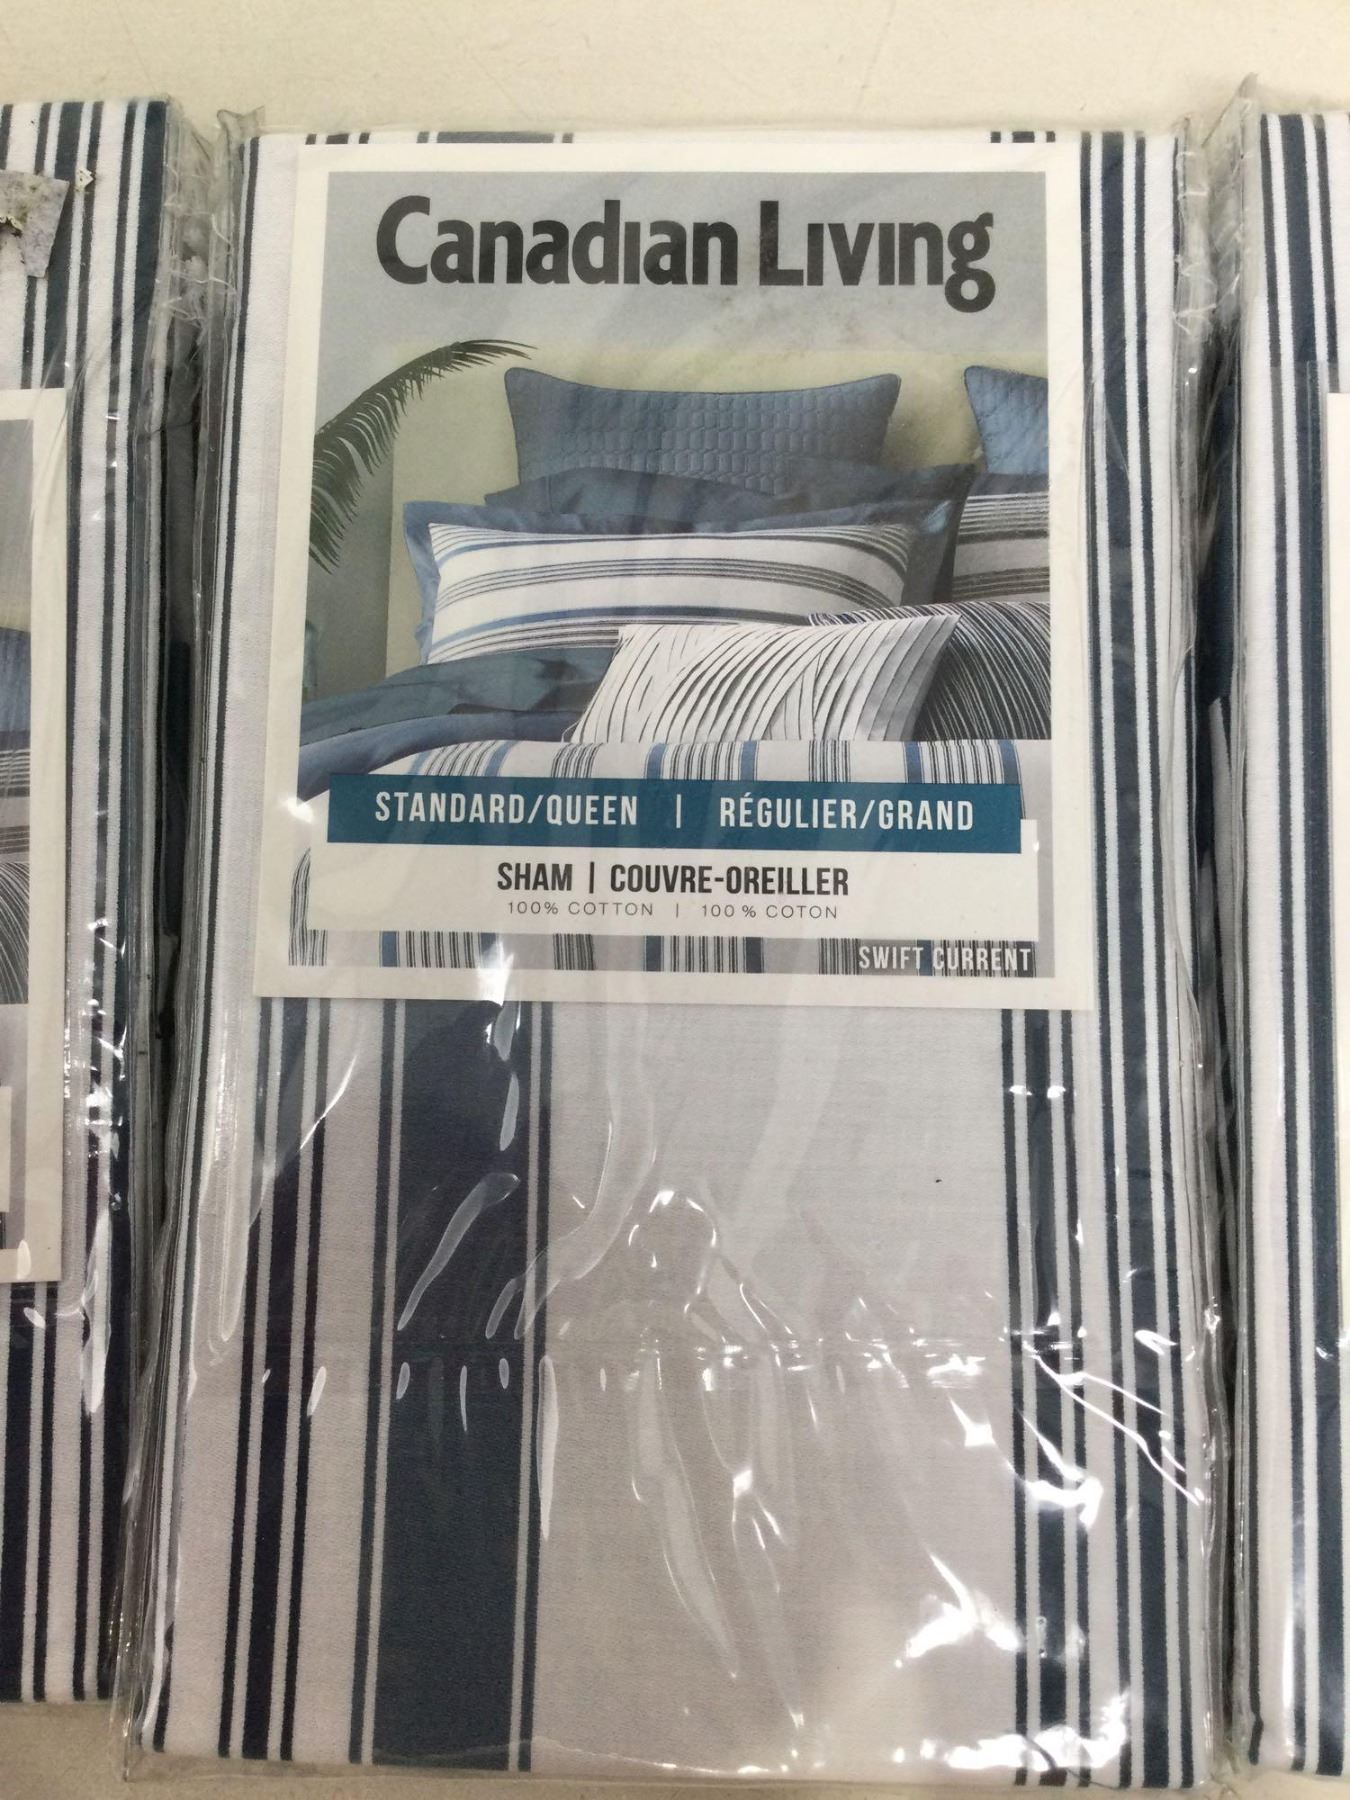 Canadian Living
STANDARD/QUEEN | RÉGULIER/GRAND
SHAM | COUVRE-OREILLER
100% COTTON | 100 % COTON
SWIFT CURRENT